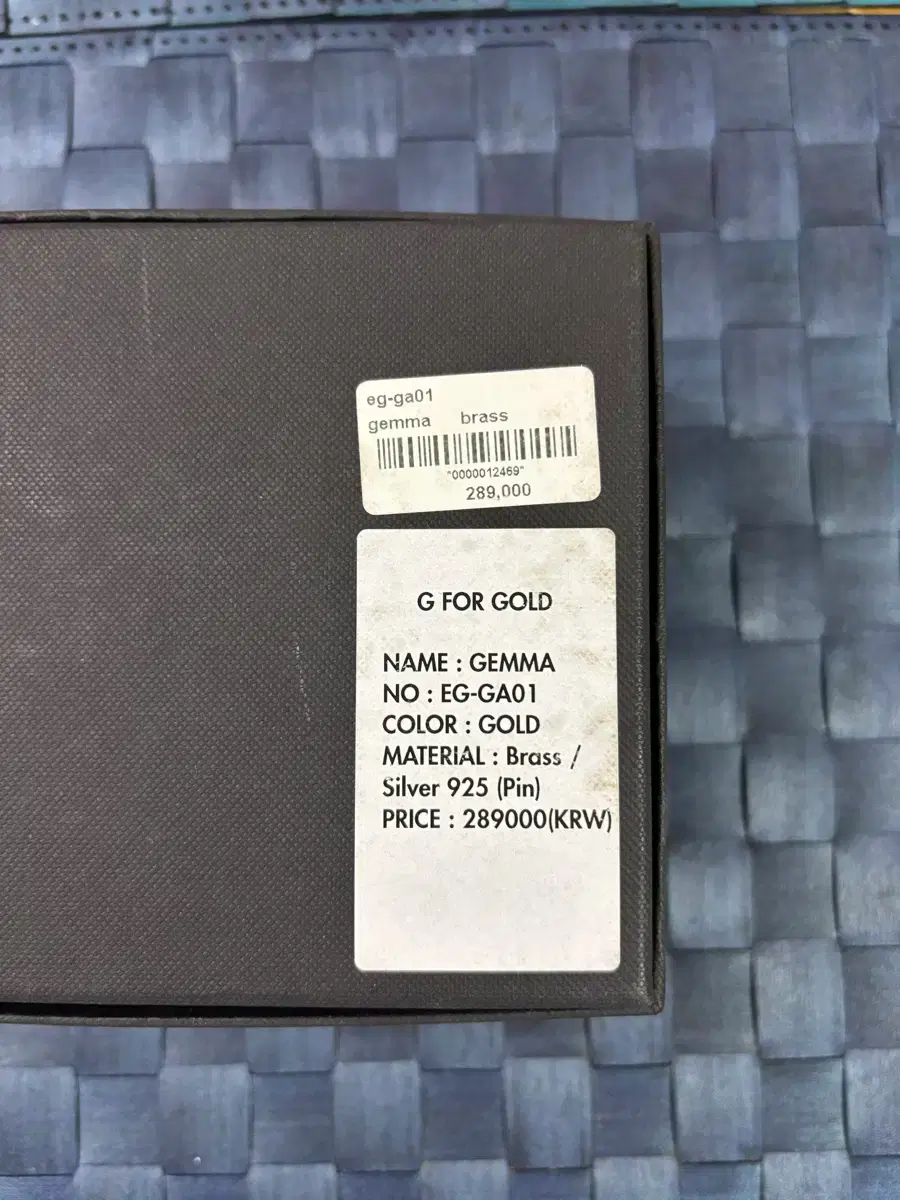 eg-ga01
gemma brass
"0000012469"
289,000
G FOR GOLD
NAME : GEMMA
NO : EG-GA01
COLOR : GOLD
MATERIAL : Brass /
Silver 925 (Pin)
PRICE : 289000(KRW)